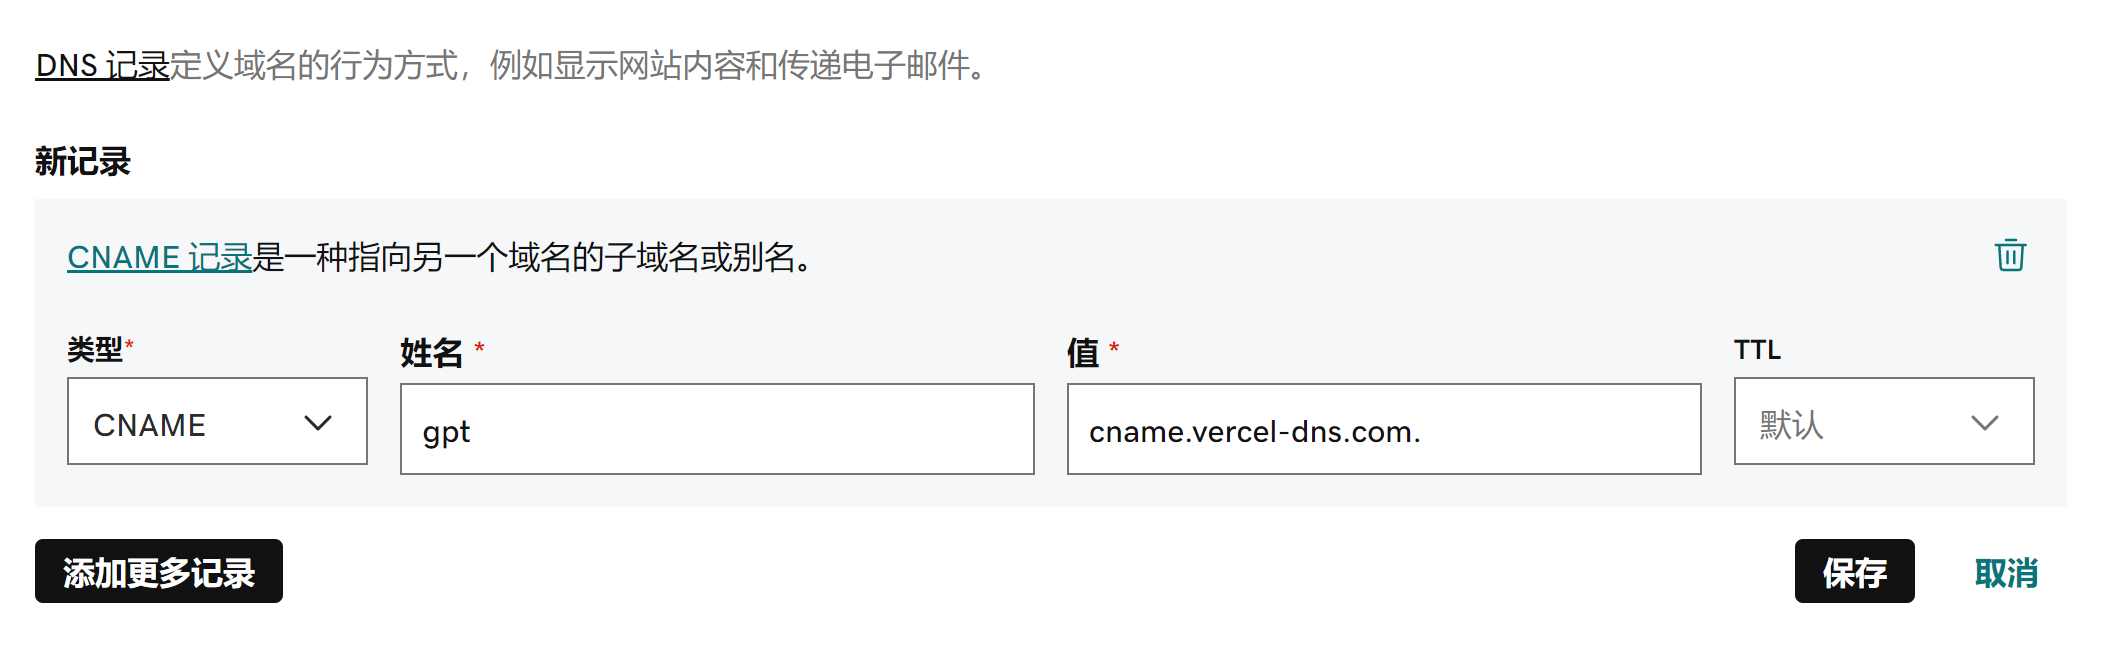 DNS 记录定义域名的行为方式，例如显示网站内容和传递电子邮件。
新记录
CNAME 记录是一种指向另一个域名的子域名或别名。
类型* 姓名 * 值 * TTL
CNAME gpt cname.vercel-dns.com. 默认
添加更多记录 保存 取消